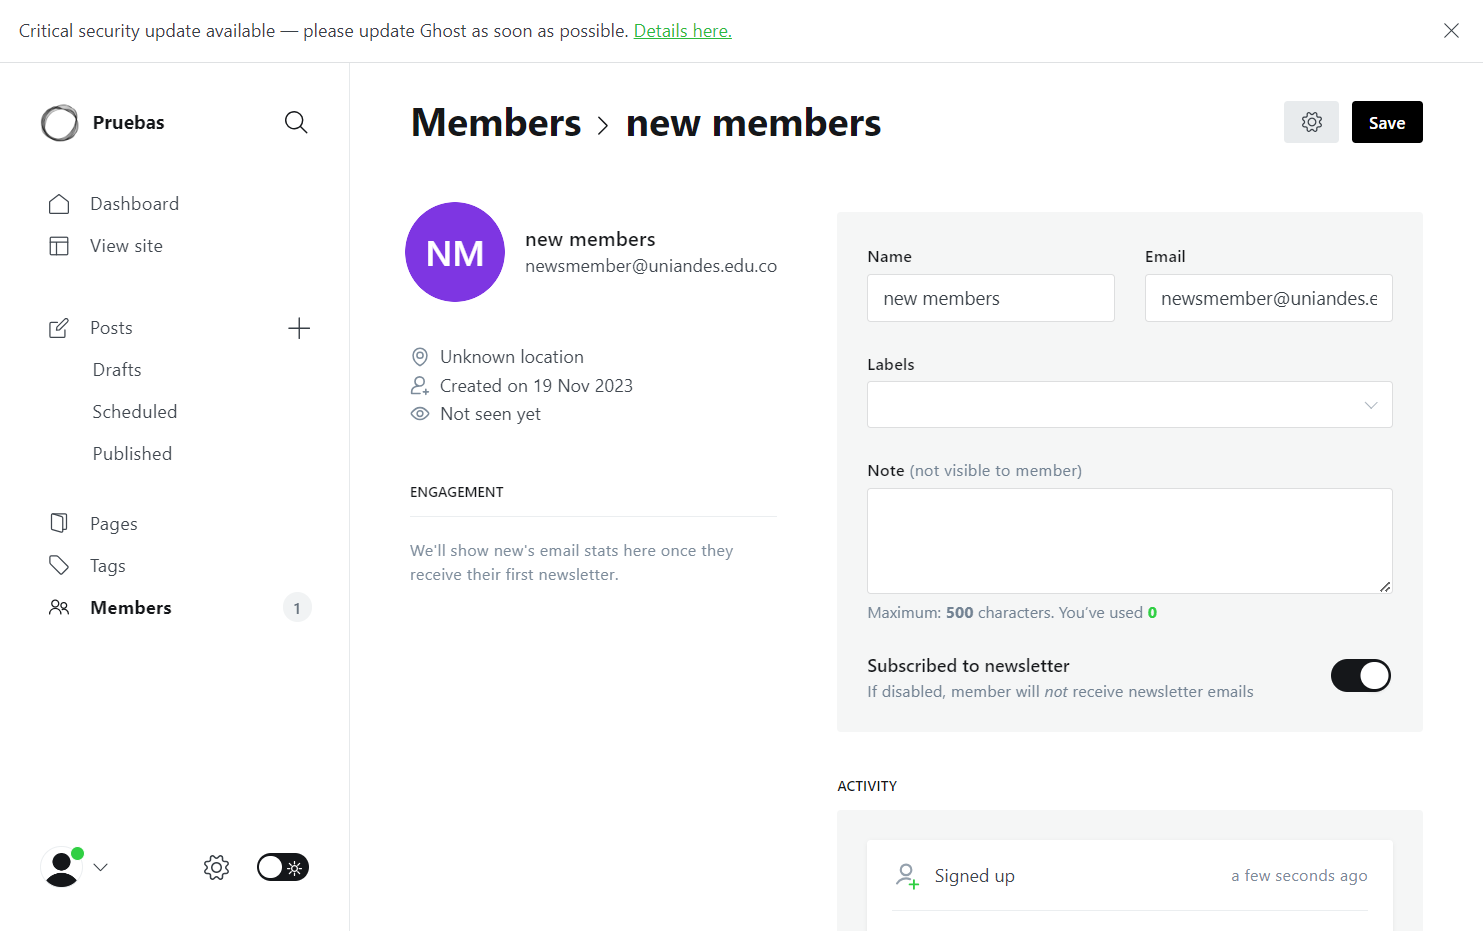 Critical security update available — please update Ghost as soon as possible. Details here.
Pruebas
Dashboard
View site
Posts
Drafts
Scheduled
Published
Pages
Tags
Members 1
Members > new members
Save
NM
new members
newsmember@uniandes.edu.co
Unknown location
Created on 19 Nov 2023
Not seen yet
ENGAGEMENT
We'll show new's email stats here once they
receive their first newsletter.
Name
Email
new members
newsmember@uniandes.e
Labels
Note (not visible to member)
Maximum: 500 characters. You’ve used 0
Subscribed to newsletter
If disabled, member will not receive newsletter emails
ACTIVITY
Signed up
a few seconds ago